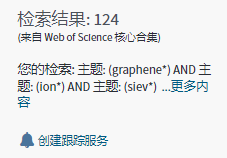 检索结果: 124
(来自 Web of Science 核心合集)
您的检索: 主题: (graphene*) AND 主
题: (ion*) AND 主题: (siev*) ...更多内
容
创建跟踪服务